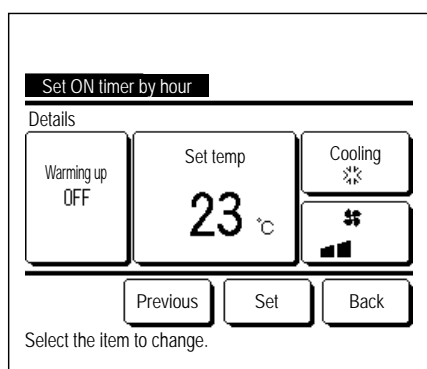 Set ON timer by hour
Details
Warming up
OFF
Set temp
23 °C
Cooling
Previous
Set
Back
Select the item to change.